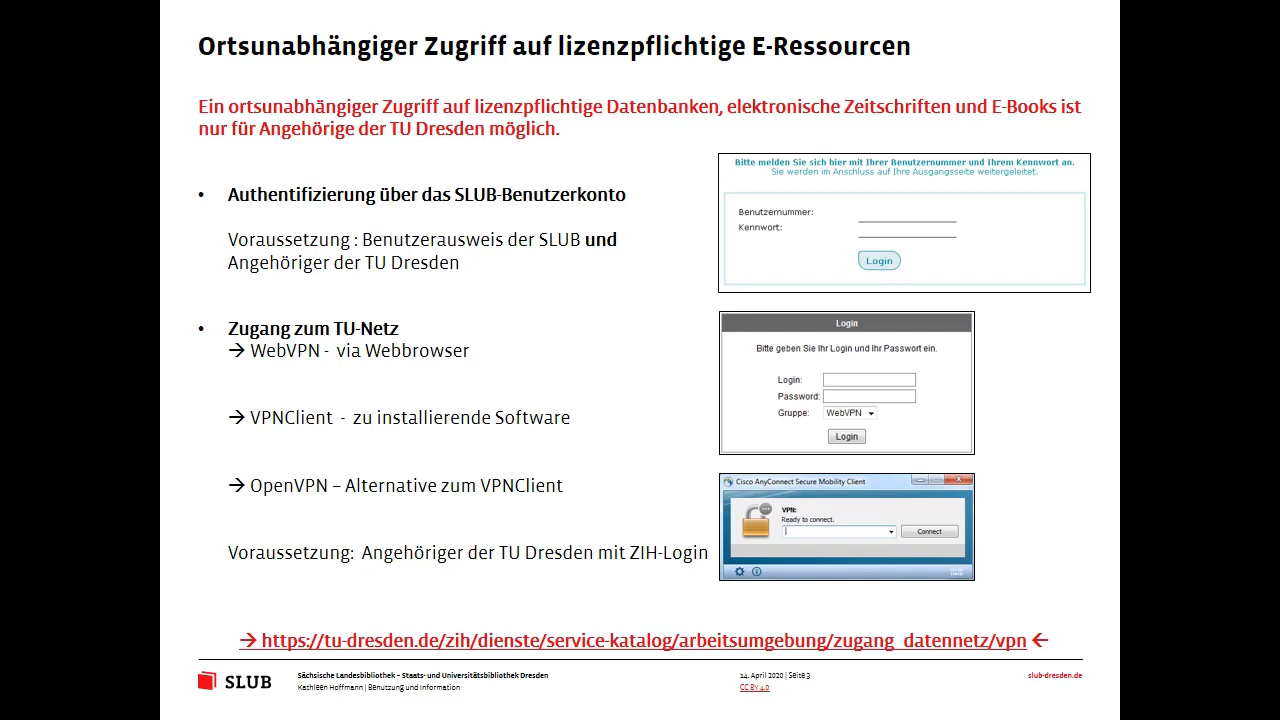 Ortsunabhängiger Zugriff auf lizenzpflichtige E-Ressourcen
Ein ortsunabhängiger Zugriff auf lizenzpflichtige Datenbanken, elektronische Zeitschriften und E-Books ist
nur für Angehörige der TU Dresden möglich.
• Authentifizierung über das SLUB-Benutzerkonto
Voraussetzung : Benutzerausweis der SLUB und
Angehöriger der TU Dresden
Bitte melden Sie sich hier mit Ihrer Benutzernummer und Ihrem Kennwort an.
Sie werden im Anschluss auf Ihre Ausgangsseite weitergeleitet.
Benutzernummer:
Kennwort:
Login
• Zugang zum TU-Netz
→ WebVPN - via Webbrowser
→ VPNClient - zu installierende Software
→ OpenVPN – Alternative zum VPNClient
Voraussetzung: Angehöriger der TU Dresden mit ZIH-Login
Login
Bitte geben Sie Ihr Login und Ihr Passwort ein.
Login:
Password:
Gruppe: WebVPN
Login
Cisco AnyConnect Secure Mobility Client
VPN:
Ready to connect.
Connect
→ https://tu-dresden.de/zih/dienste/service-katalog/arbeitsumgebung/zugang_datennetz/vpn ←
SLUB
Sächsische Landesbibliothek – Staats- und Universitätsbibliothek Dresden
Kathleen Hoffmann | Benutzung und Information
24. April 2020 | Seite 3
CC BY 4.0
slub-dresden.de